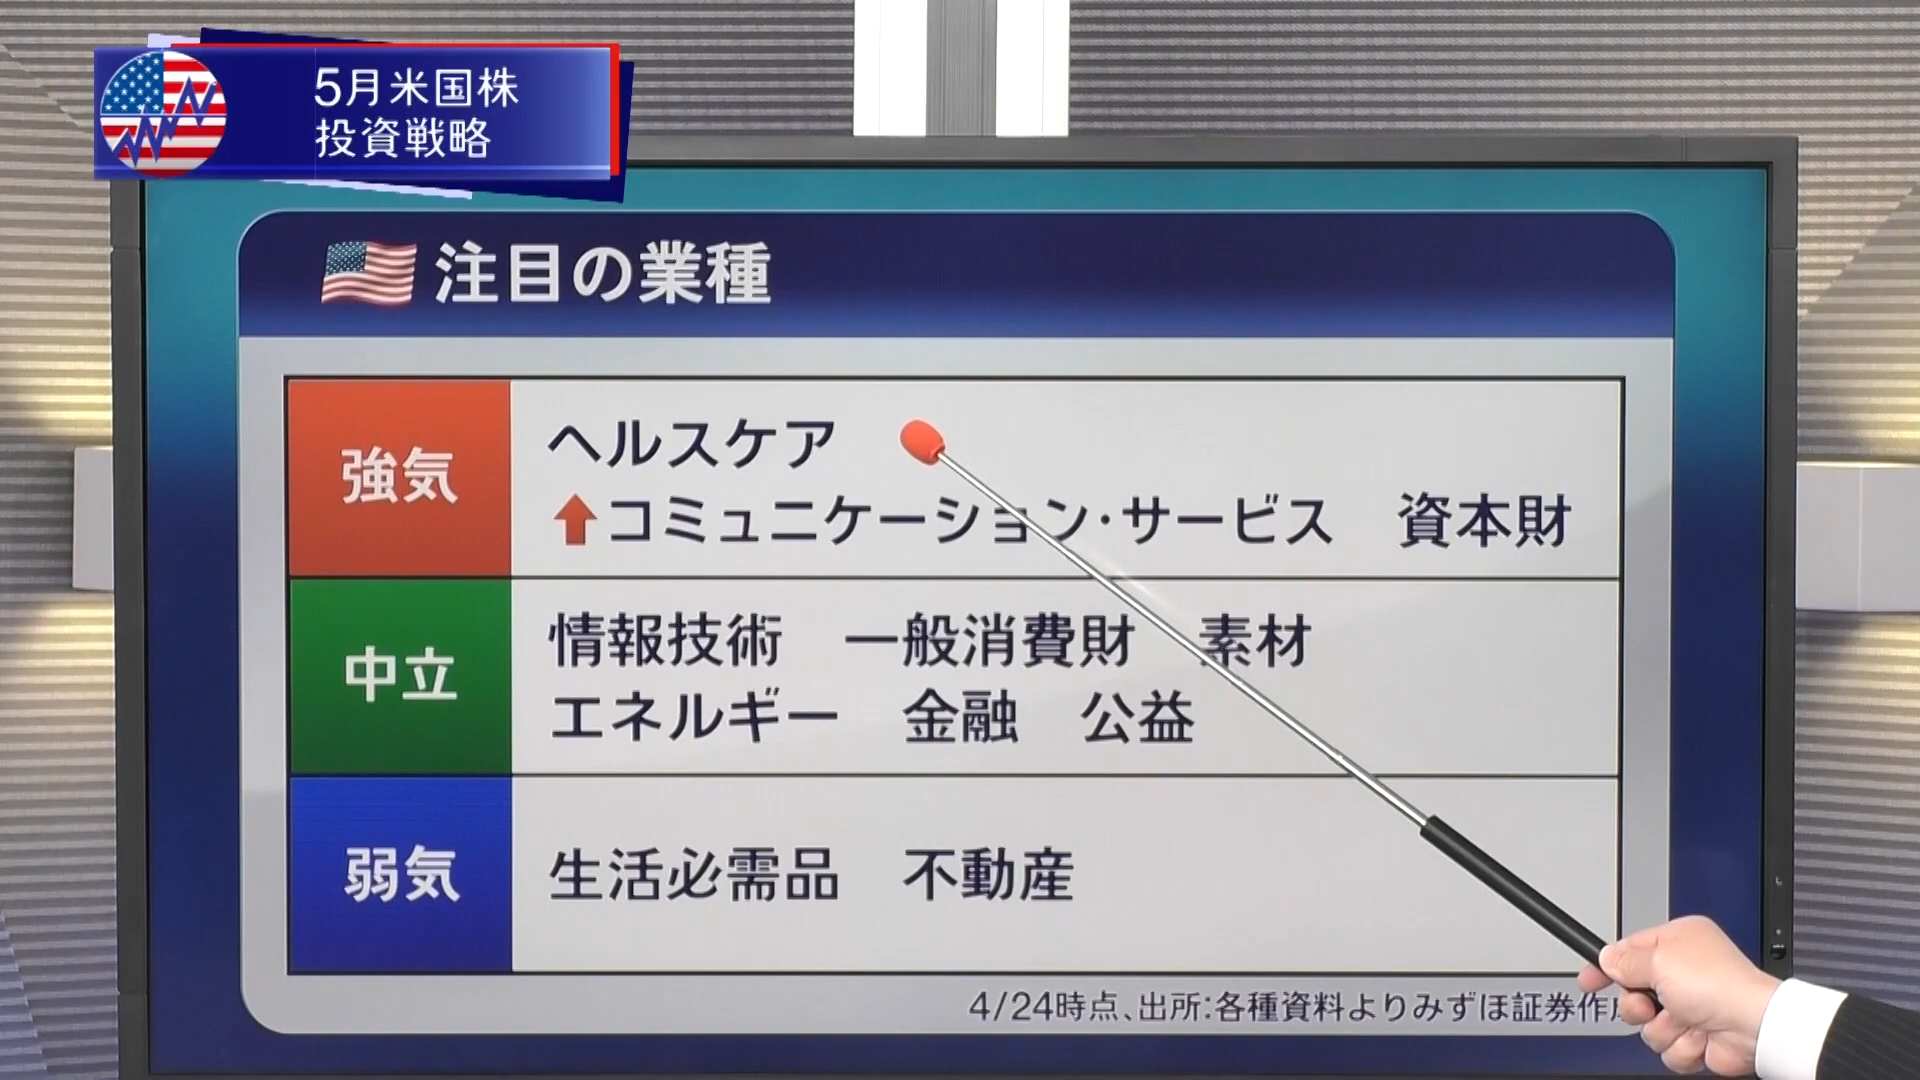 5月米国株
投資戦略
注目の業種
強気
ヘルスケア
コミュニケーション・サービス　資本財
中立
情報技術　一般消費財　素材
エネルギー　金融　公益
弱気
生活必需品　不動産
4/24時点、出所:各種資料よりみずほ証券作